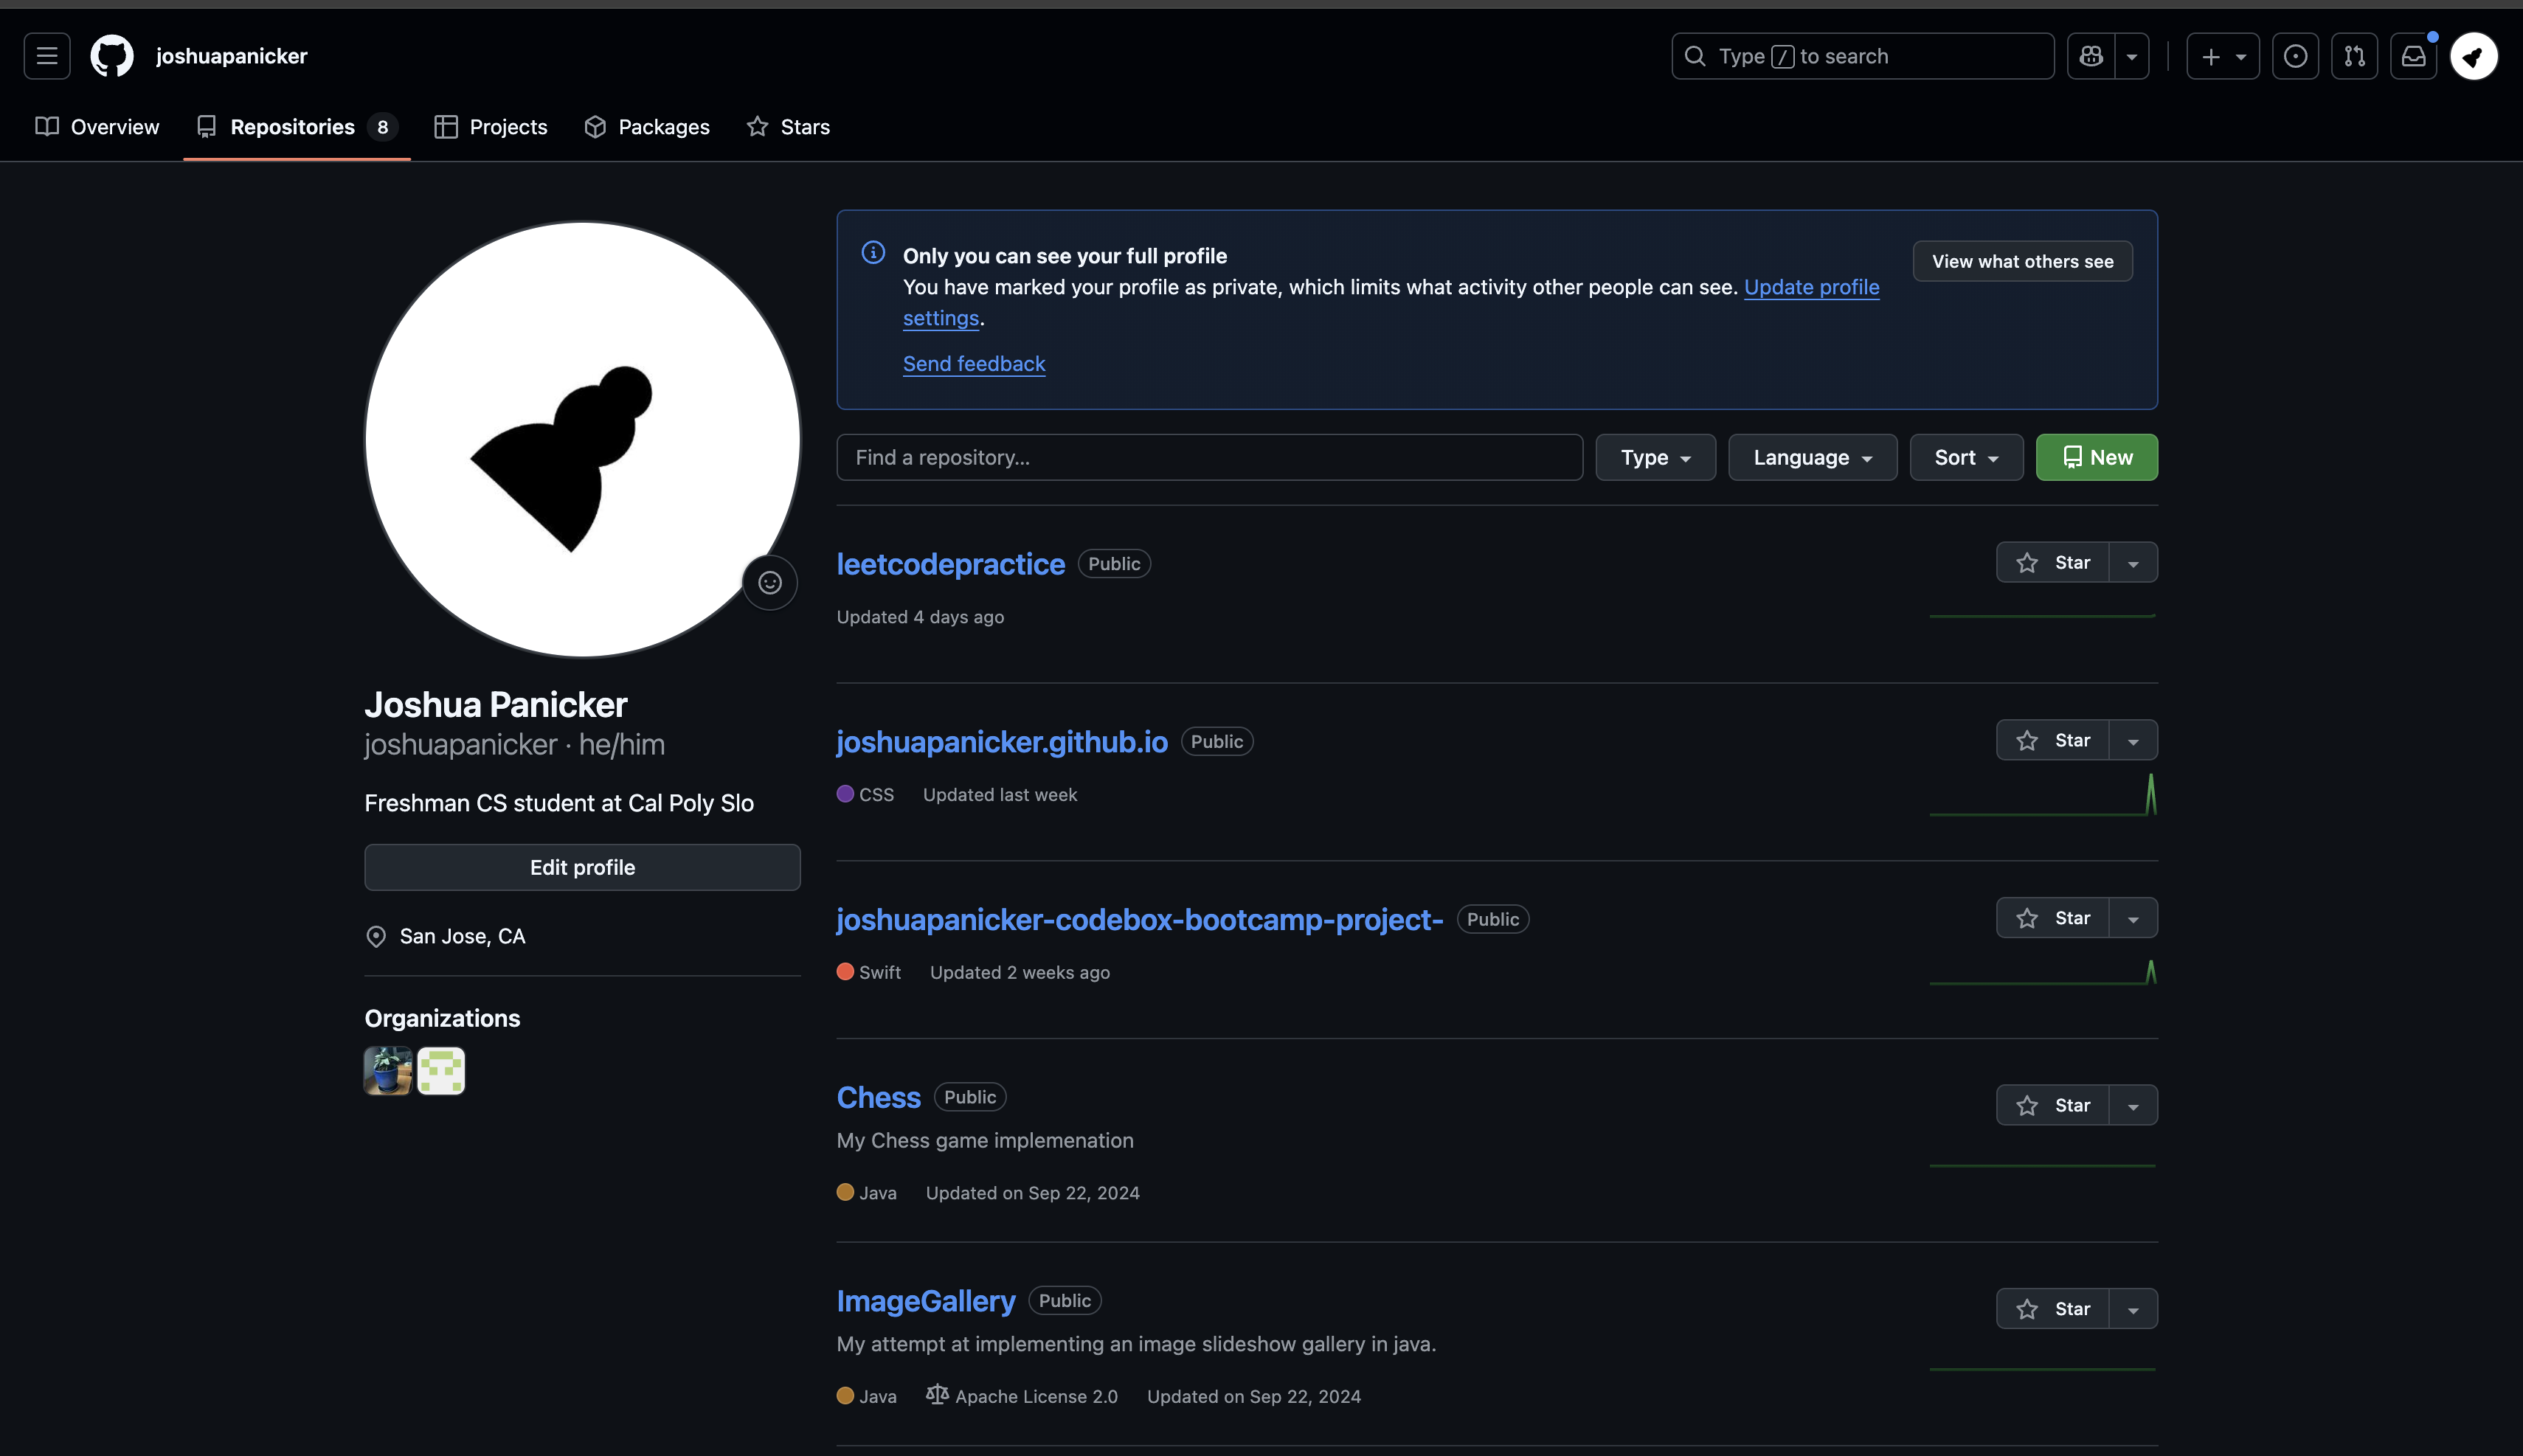 joshuapanicker
Type / to search
Overview
Repositories 8
Projects
Packages
Stars
Only you can see your full profile
You have marked your profile as private, which limits what activity other people can see. Update profile
settings.
Send feedback
View what others see
Find a repository...
Type
Language
Sort
New
Joshua Panicker
joshuapanicker · he/him
Freshman CS student at Cal Poly Slo
Edit profile
San Jose, CA
Organizations
leetcodepractice Public
Star
Updated 4 days ago
joshuapanicker.github.io Public
Star
CSS Updated last week
joshuapanicker-codebox-bootcamp-project- Public
Star
Swift Updated 2 weeks ago
Chess Public
Star
My Chess game implemenation
Java Updated on Sep 22, 2024
ImageGallery Public
Star
My attempt at implementing an image slideshow gallery in java.
Java Apache License 2.0 Updated on Sep 22, 2024